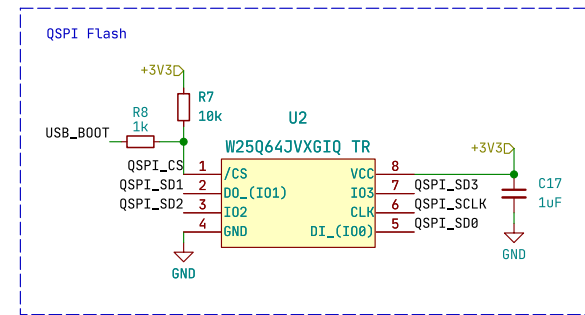 QSPI Flash
+3V3
R7
10k
R8
1k
USB_BOOT
U2
W25Q64JVXGIQ TR
+3V3
QSPI_CS 1 /CS VCC 8
QSPI_SD1 2 DO_(IO1) IO3 7 QSPI_SD3
QSPI_SD2 3 IO2 CLK 6 QSPI_SCLK
4 GND DI_(IO0) 5 QSPI_SD0
C17
1uF
GND
GND